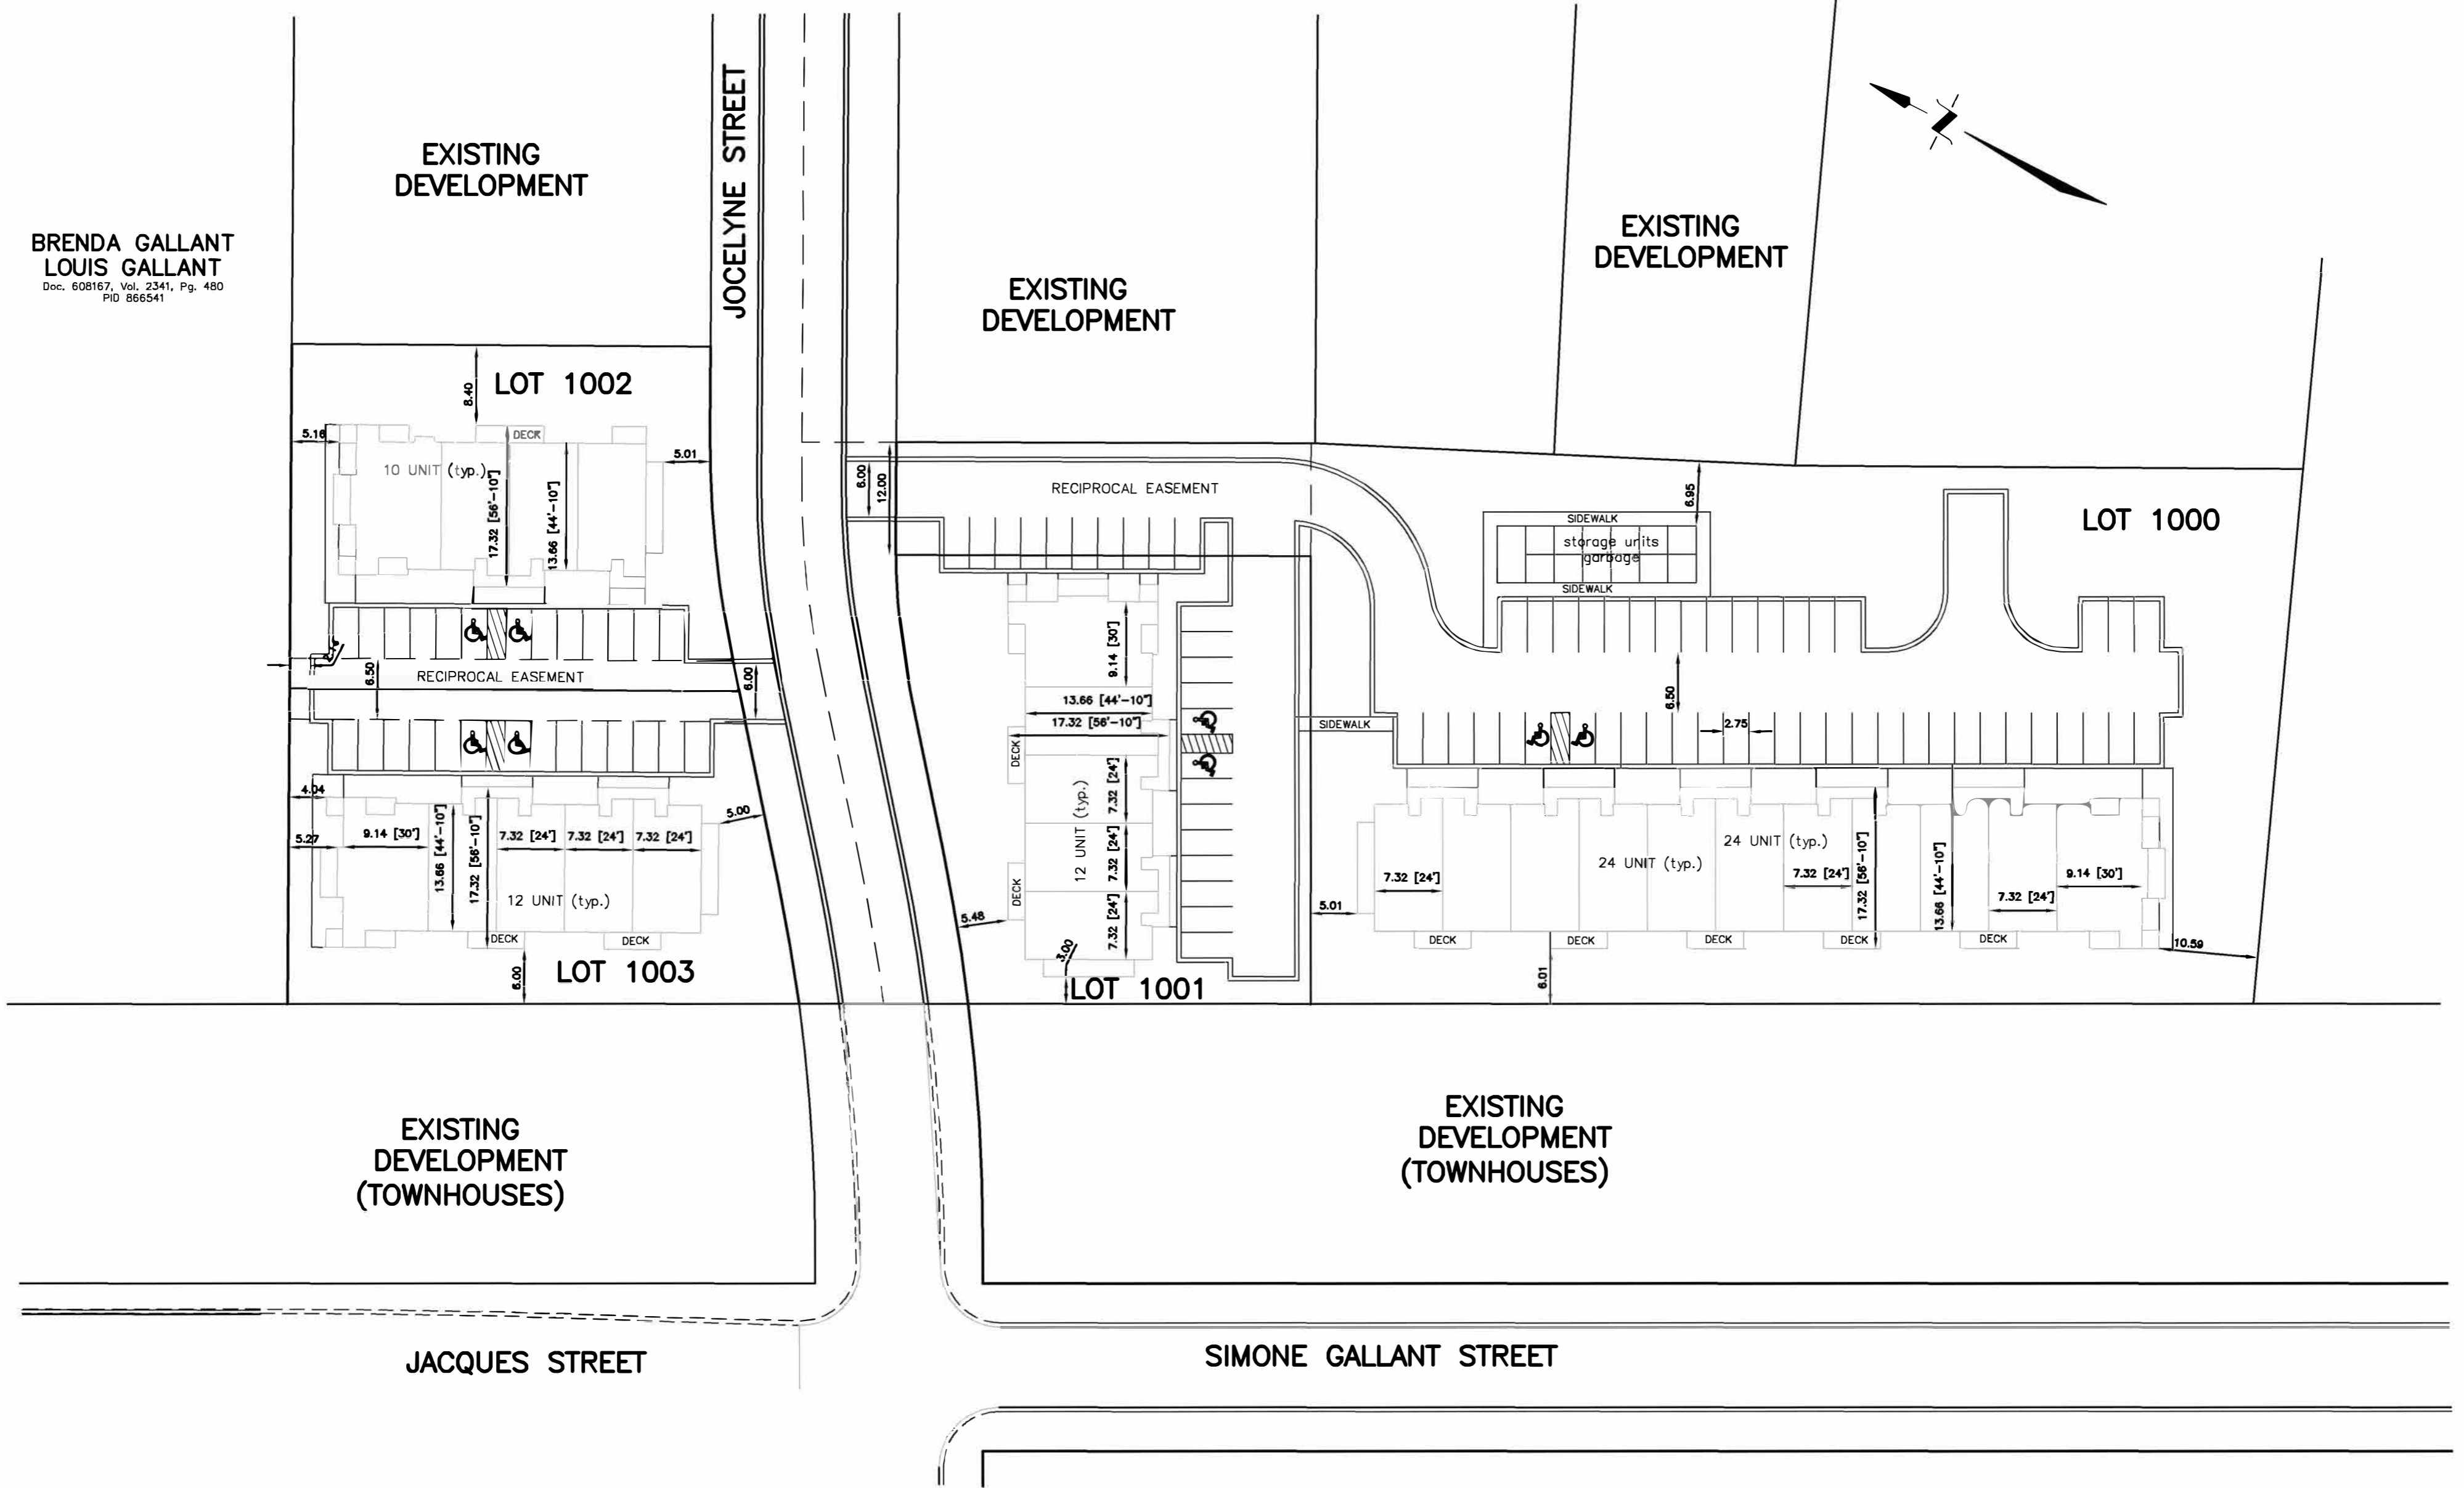 JOCELYNE STREET
EXISTING
DEVELOPMENT
BRENDA GALLANT
LOUIS GALLANT
Doc. 608167, Vol. 2341, Pg. 480
PID 866541
EXISTING
DEVELOPMENT
EXISTING
DEVELOPMENT
Z
LOT 1002
8.40
5.16
DECK
10 UNIT (typ.)
17.32 [56'-10"]
13.66 [44'-10"]
5.01
6.50
RECIPROCAL EASEMENT
6.00
4.04
5.27
9.14 [30']
13.66 [44'-10"]
17.32 [56'-10"]
7.32 [24']
7.32 [24']
7.32 [24']
5.00
12 UNIT (typ.)
DECK
DECK
6.00
LOT 1003
6.00
12.00
RECIPROCAL EASEMENT
9.14 [30']
13.66 [44'-10"]
17.32 [56'-10"]
DECK
7.32 [24']
12 UNIT (typ.)
7.32 [24']
DECK
7.32 [24']
5.48
3.00
LOT 1001
SIDEWALK
6.95
SIDEWALK
storage units
garbage
SIDEWALK
LOT 1000
6.50
2.75
24 UNIT (typ.)
24 UNIT (typ.)
7.32 [24']
7.32 [24']
17.32 [56'-10"]
13.66 [44'-10"]
9.14 [30']
7.32 [24']
5.01
DECK
DECK
DECK
DECK
DECK
10.59
6.01
EXISTING
DEVELOPMENT
(TOWNHOUSES)
EXISTING
DEVELOPMENT
(TOWNHOUSES)
JACQUES STREET
SIMONE GALLANT STREET